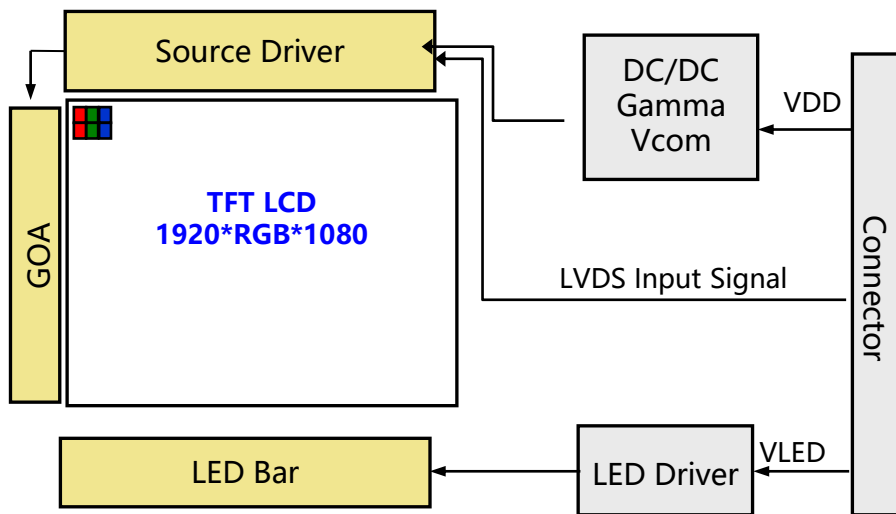 Source Driver
DC/DC
Gamma
Vcom
VDD
GOA
TFT LCD
1920*RGB*1080
Connector
LVDS Input Signal
LED Bar
LED Driver
VLED